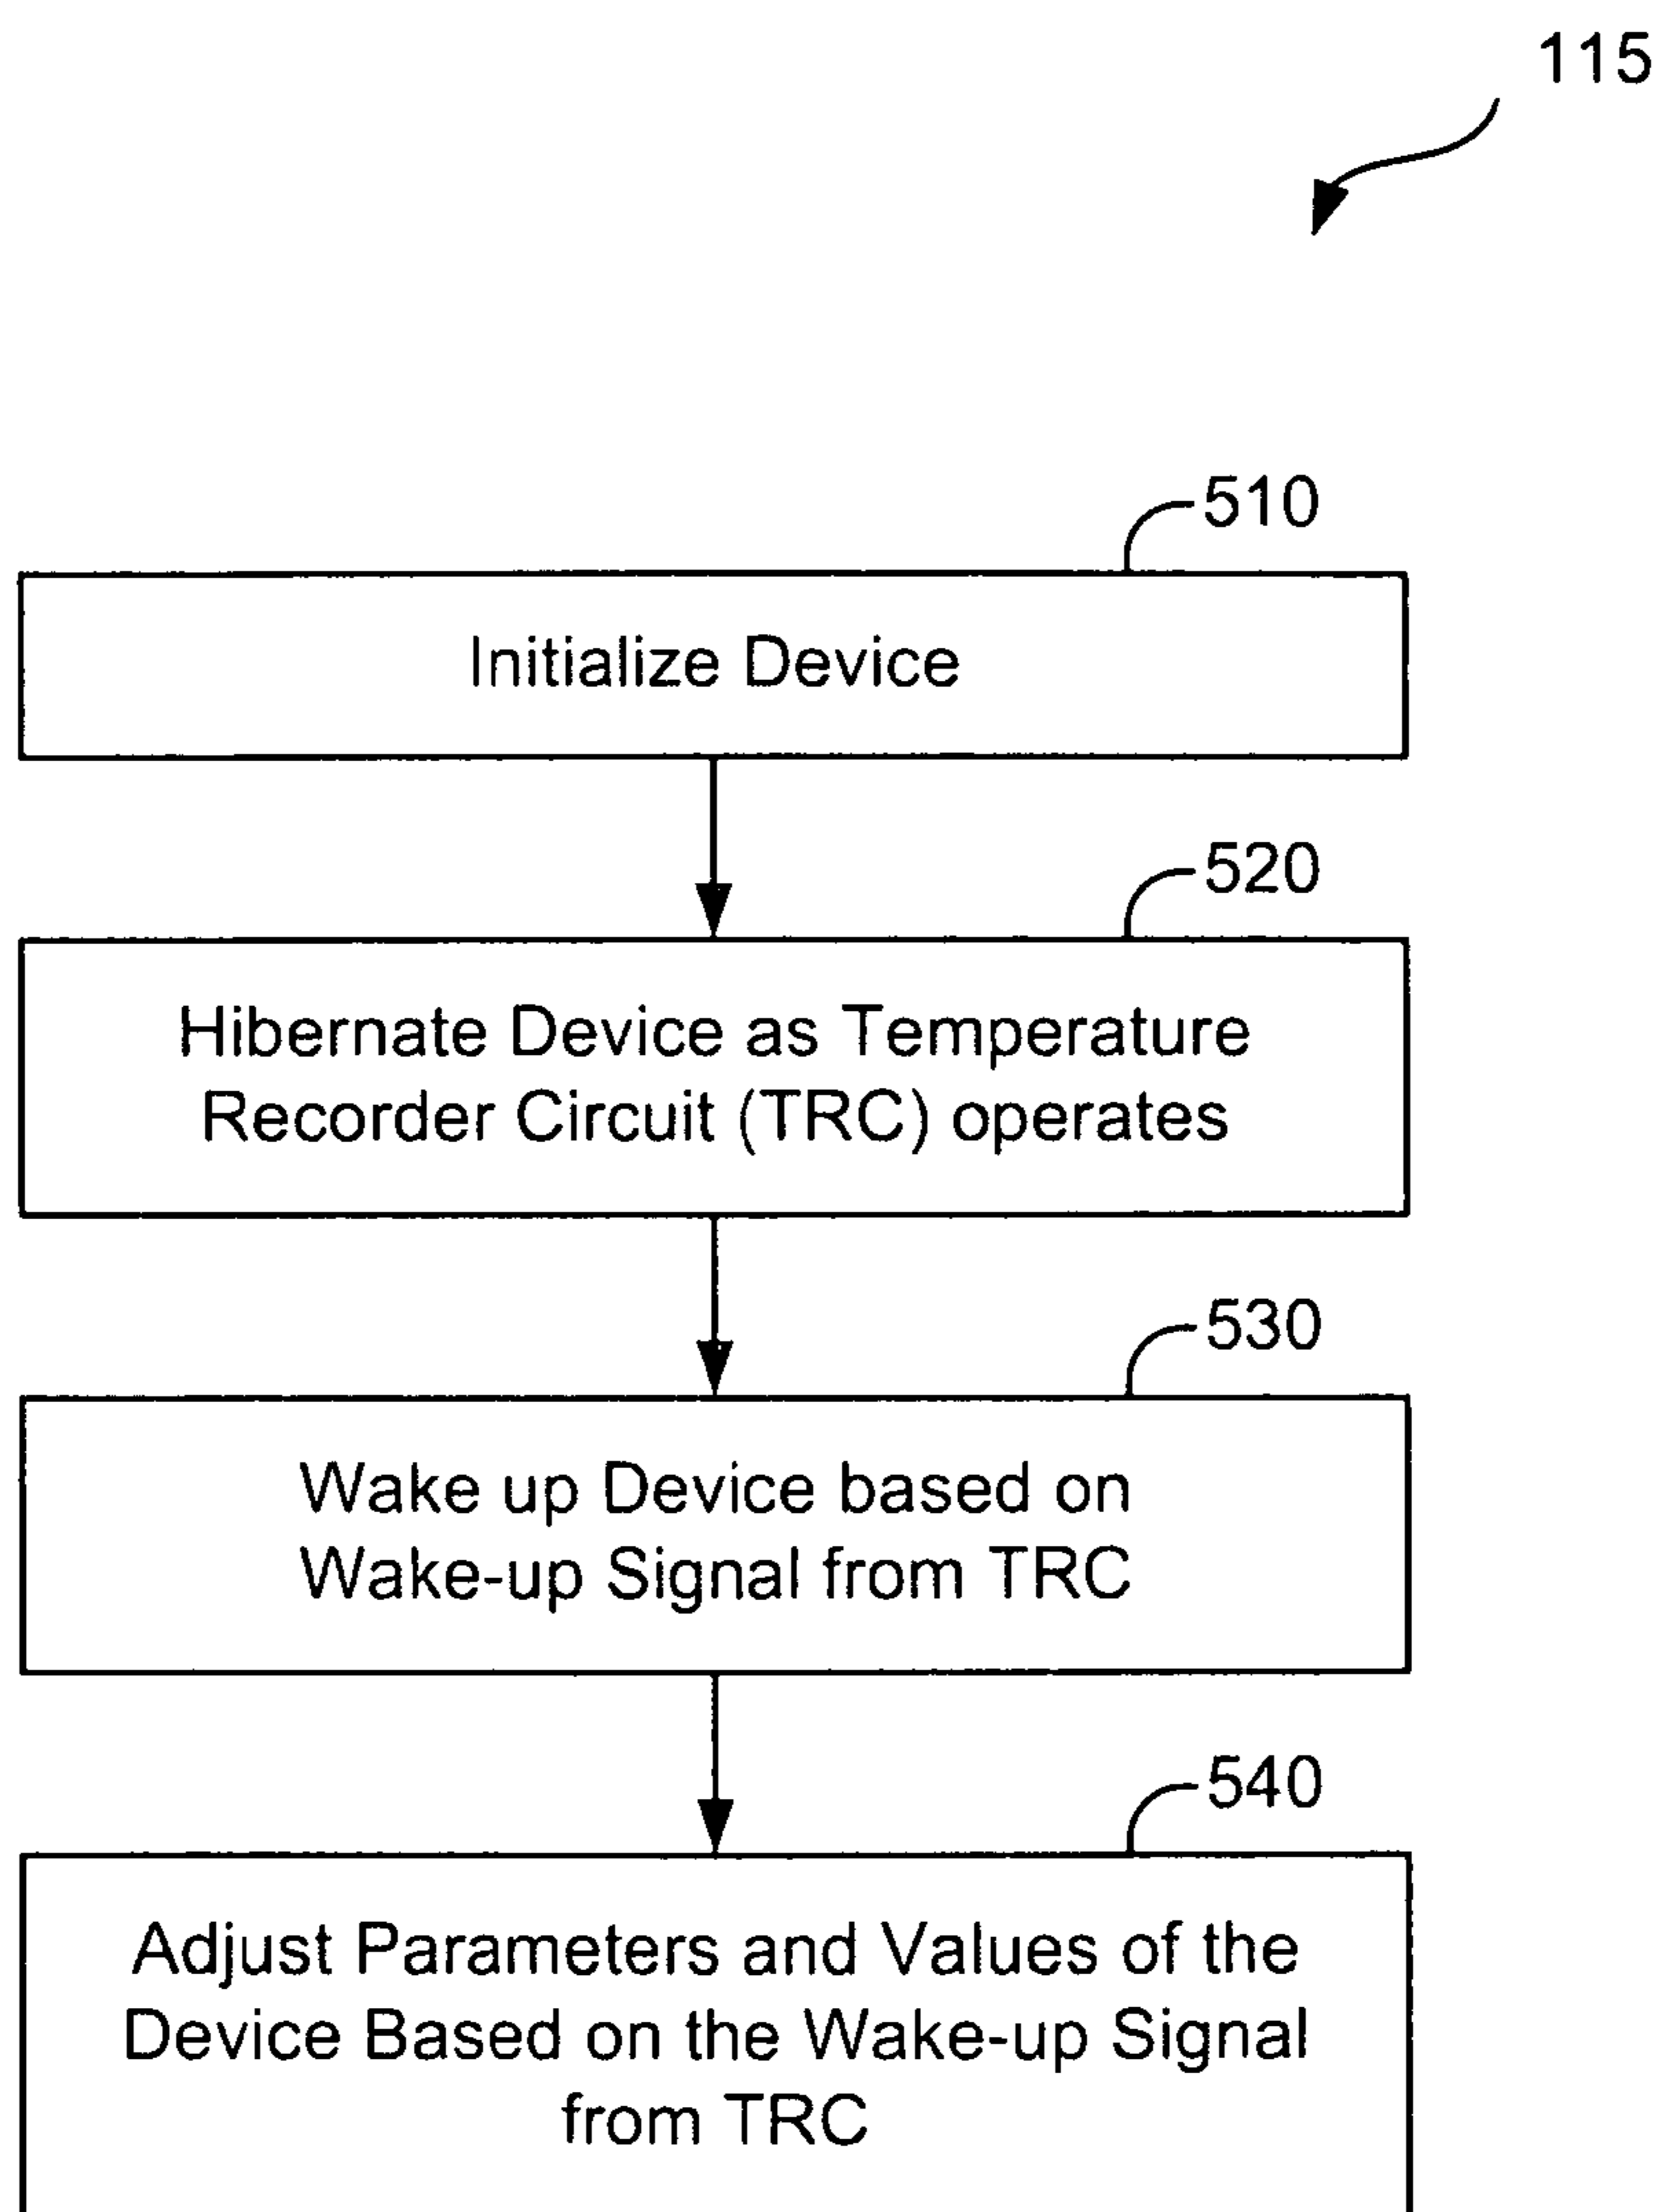 115
510
Initialize Device
520
Hibernate Device as Temperature
Recorder Circuit (TRC) operates
530
Wake up Device based on
Wake-up Signal from TRC
540
Adjust Parameters and Values of the
Device Based on the Wake-up Signal
from TRC